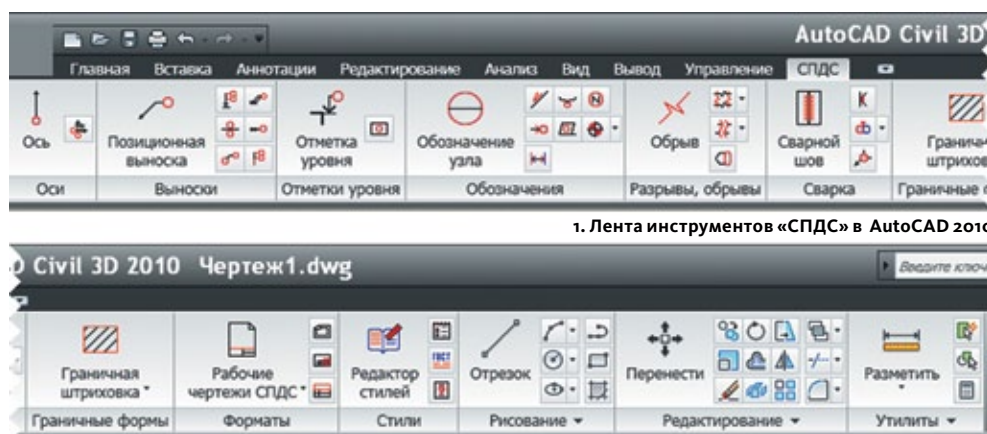 AutoCAD Civil 3D
Главная Вставка Аннотации Редактирование Анализ Вид Вывод Управление СПДС
Ось Позиционная выноска Отметка уровня Обозначение узла Обрыв Сварной шов
Оси Выноски Отметки уровня Обозначения Разрывы, обрывы Сварка Граничные
1. Лента инструментов «СПДС» в AutoCAD 2010
Civil 3D 2010 Чертеж1.dwg Введите
Граничная штриховка Рабочие чертежи СПДС Редактор стилей Отрезок Перенести Разметить
Граничные формы Форматы Стили Рисование Редактирование Утилиты